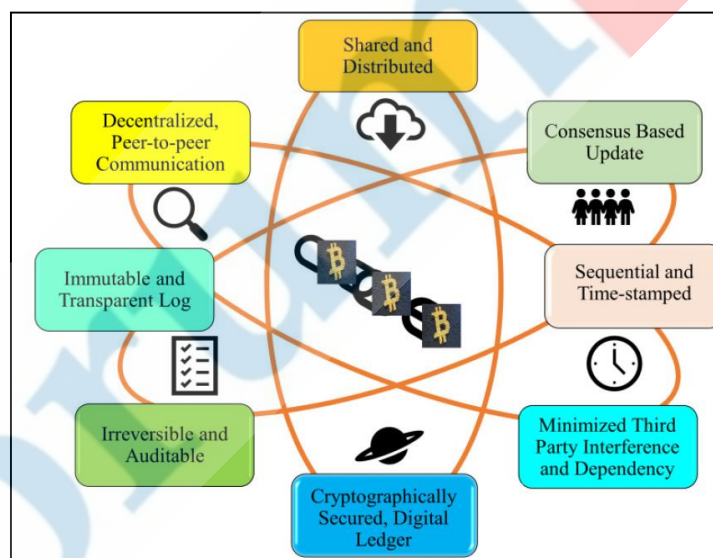 Shared and
Distributed
Decentralized,
Peer-to-peer
Communication
Consensus Based
Update
Immutable and
Transparent Log
Sequential and
Time-stamped
Irreversible and
Auditable
Minimized Third
Party Interference
and Dependency
Cryptographically
Secured, Digital
Ledger